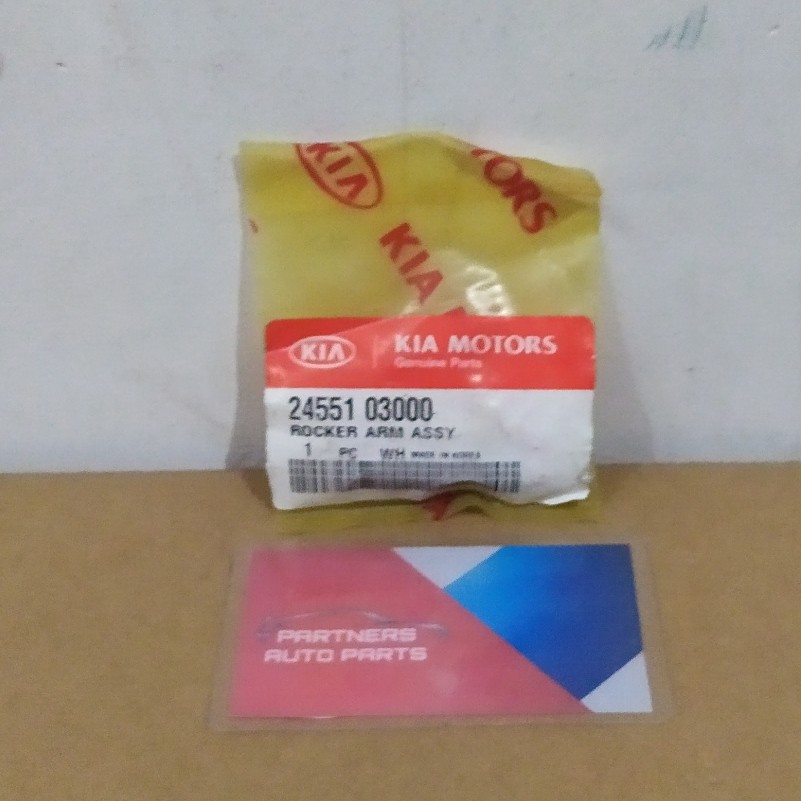 KIA
TORS
KIA
KIA
KIA MOTORS
Genuine Parts
24551 03000
ROCKER ARM ASSY
1 PC WH MADE IN KOREA
PARTNERS
AUTO PARTS